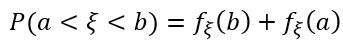 P(a < ξ < b) = f_ξ(b) + f_ξ(a)